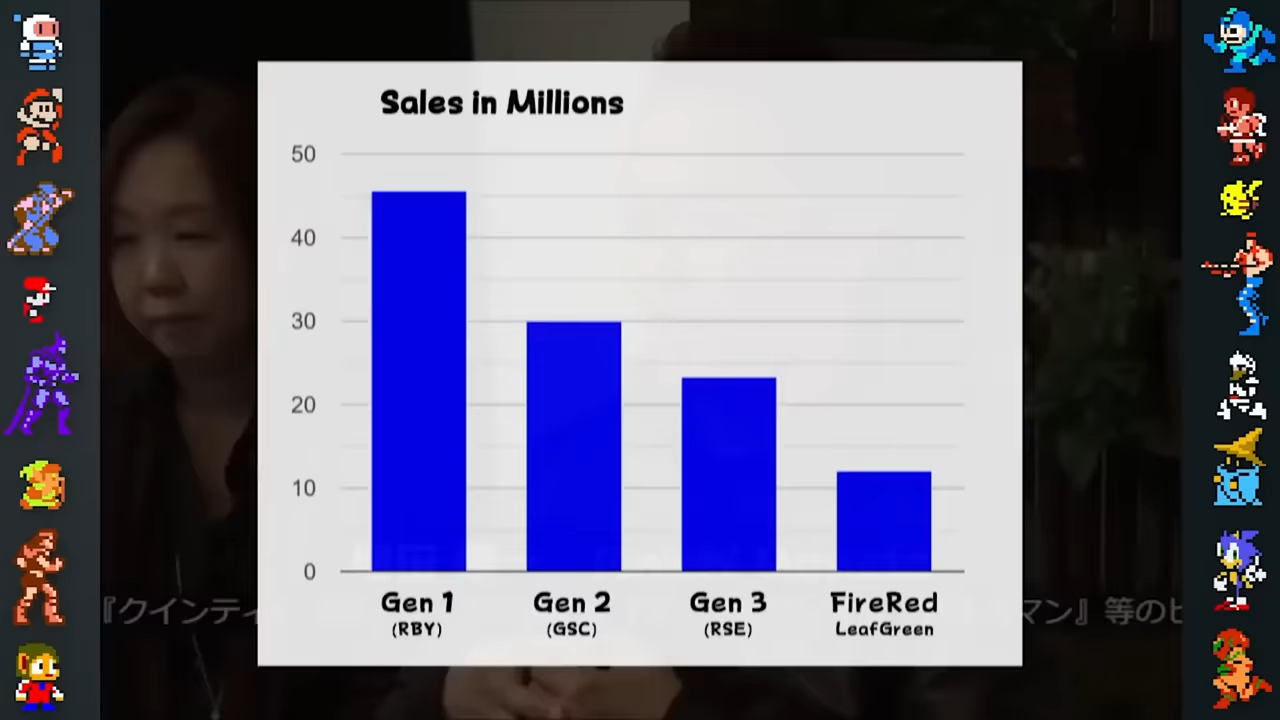 Sales in Millions
50
40
30
20
10
0
Gen 1
(RBY)
Gen 2
(GSC)
Gen 3
(RSE)
FireRed
LeafGreen
『クインティ
マン』等のヒ